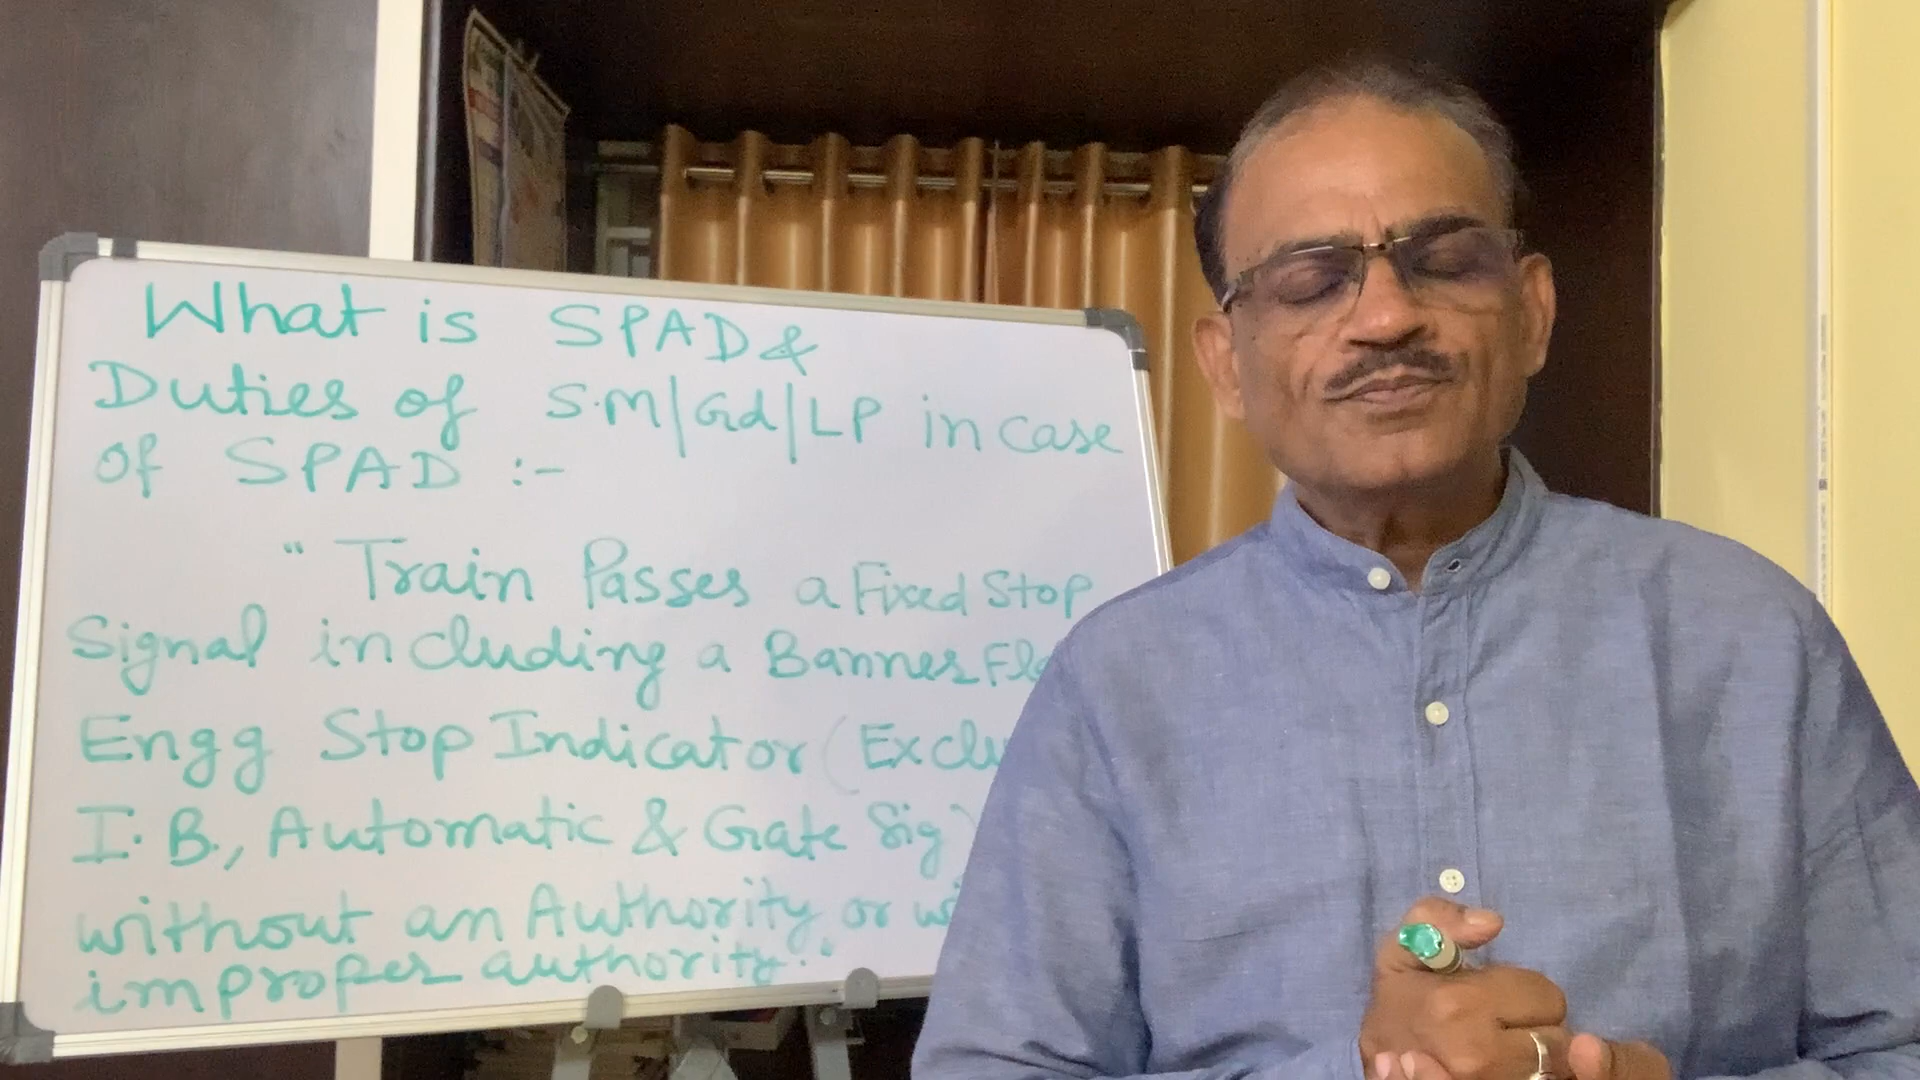 What is SPAD &
Duties of S.M/Gd/LP in case
of SPAD :-
" Train Passes a Fixed Stop
Signal including a Banner
Engg Stop Indicator (
I.B., Automatic & Gate Sig)
without an Authority or
improper authority."